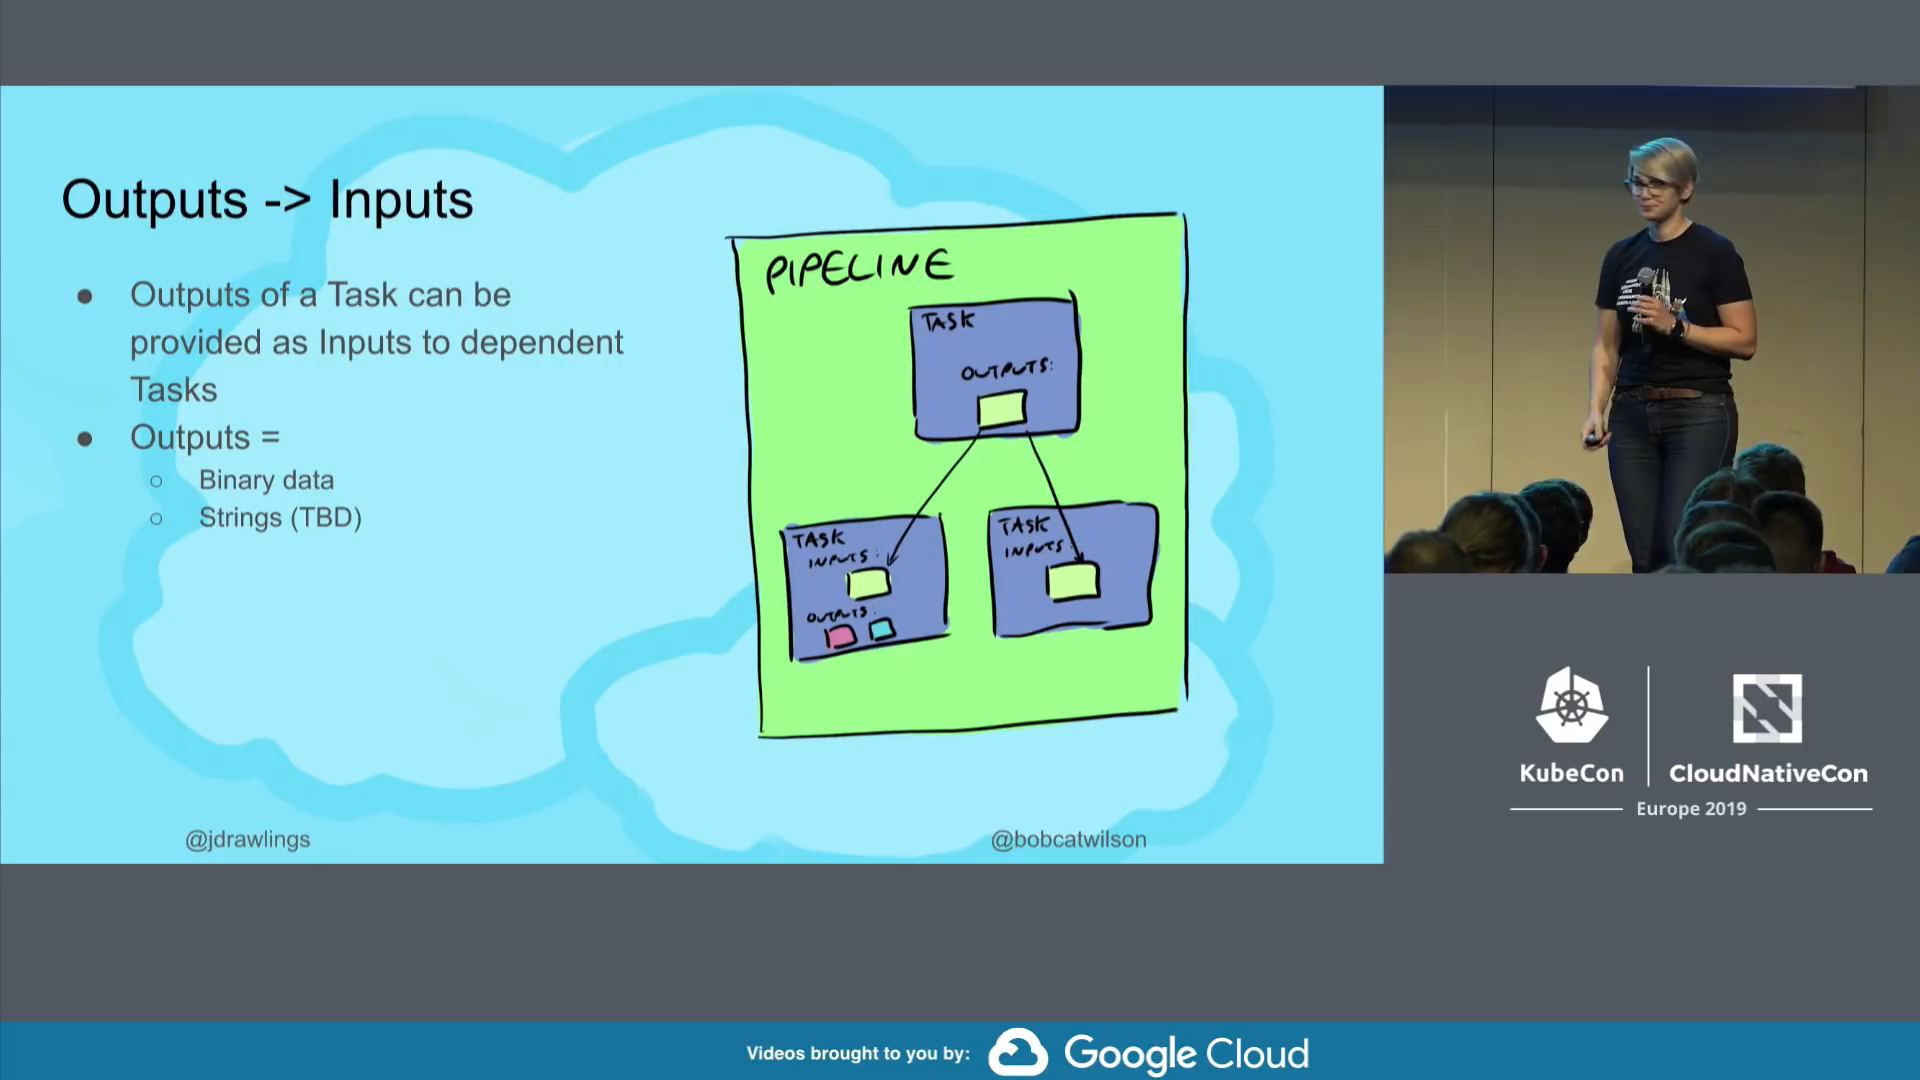 Outputs -> Inputs
● Outputs of a Task can be
provided as Inputs to dependent
Tasks
● Outputs =
○ Binary data
○ Strings (TBD)
PIPELINE
TASK
OUTPUTS:
TASK
INPUTS:
OUTPUTS:
TASK
INPUTS:
@jdrawlings
@bobcatwilson
KubeCon
CloudNativeCon
Europe 2019
Videos brought to you by:
Google Cloud